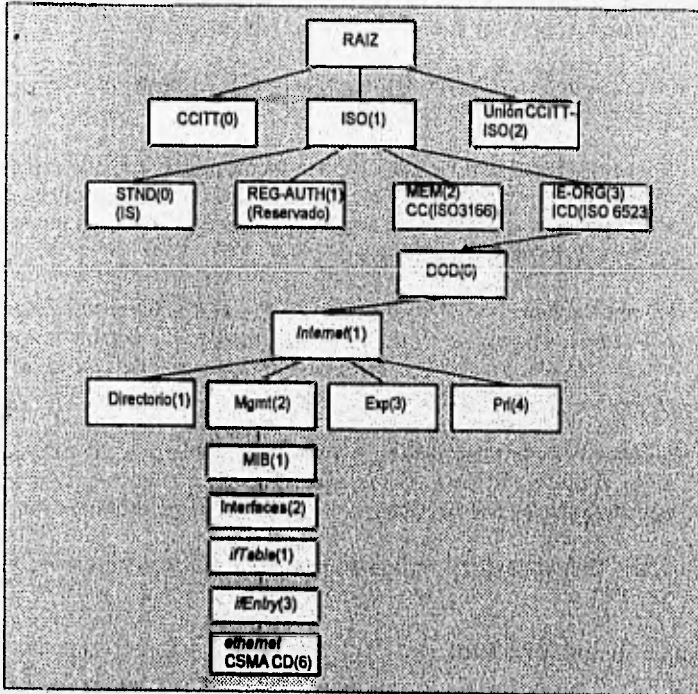 RAIZ
CCITT(0)
ISO(1)
Unión CCITT-
ISO(2)
STND(0)
(IS)
REG-AUTH(1)
(Reservado)
MEM(2)
CC(ISO3166)
IE-ORG(3)
ICD(ISO 6523
DOD(6)
Internet(1)
Directorio(1)
Mgmt(2)
Exp(3)
Pri(4)
MIB(1)
Interfaces(2)
ifTable(1)
ifEntry(3)
ethernet
CSMA CD(6)